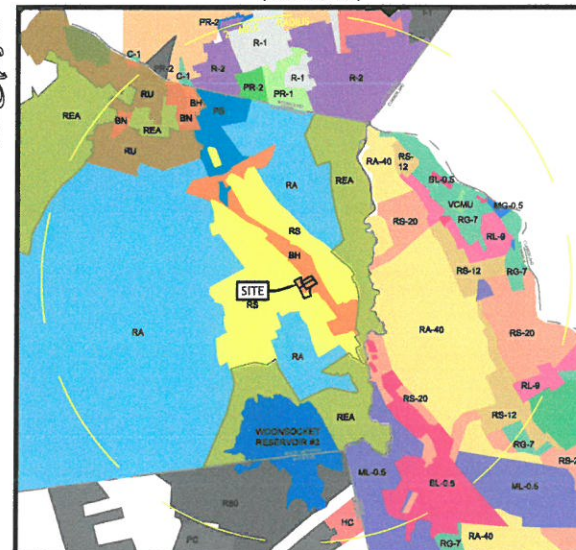 PR-2
R-1
C-1
PR-2
R-2
R-2
C-1
PR-2
R-1
PR-1
REA
RU
BH
BN
BN
REA
RU
RS
RA
REA
RA-40
RS-12
BL-0.5
VCMU
MG-0.5
RS-20
RG-7
RL-9
RS
BH
RS-12
RG-7
SITE
RS
RA
RA-40
RS-20
RA
RL-9
RS-20
REA
RS-12
WOONSOCKET
RESERVOIR #3
RG-7
ML-0.5
BL-0.5
ML-0.5
HC
RG-7
RA-40